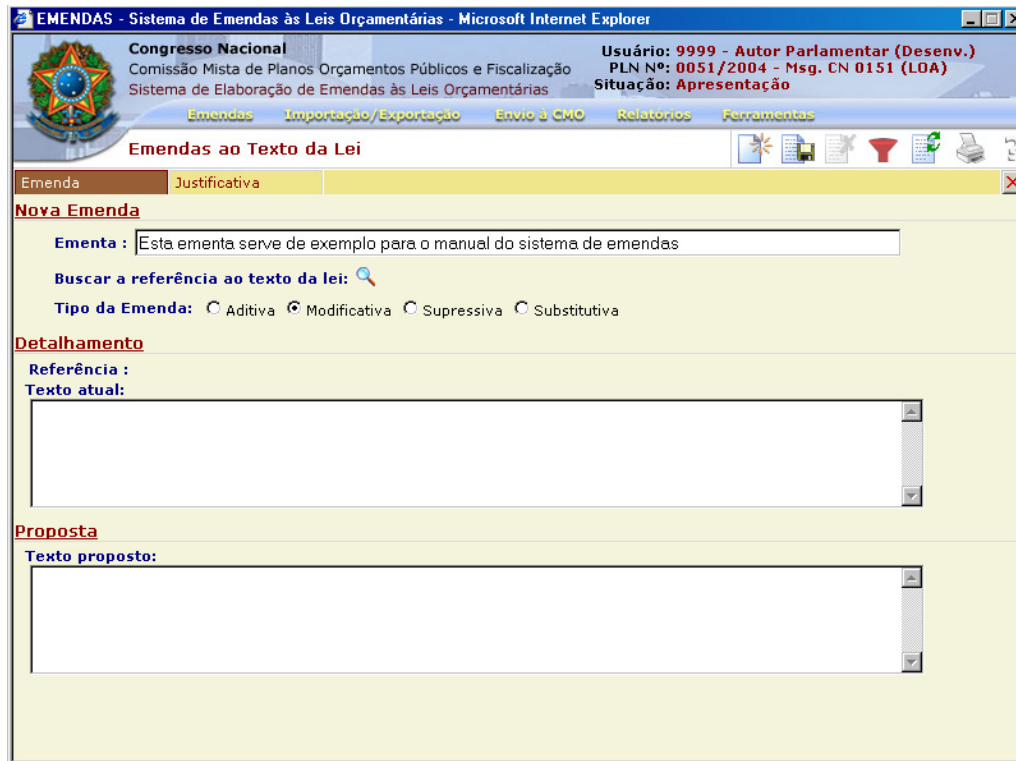 EMENDAS - Sistema de Emendas às Leis Orçamentárias - Microsoft Internet Explorer
Congresso Nacional
Comissão Mista de Planos Orçamentos Públicos e Fiscalização
Sistema de Elaboração de Emendas às Leis Orçamentárias
Usuário: 9999 - Autor Parlamentar (Desenv.)
PLN Nº: 0051/2004 - Msg. CN 0151 (LOA)
Situação: Apresentação
Emendas Importação/Exportação Envio à CMO Relatórios Ferramentas
Emendas ao Texto da Lei
Emenda Justificativa
Nova Emenda
Ementa : Esta ementa serve de exemplo para o manual do sistema de emendas
Buscar a referência ao texto da lei:
Tipo da Emenda: Aditiva Modificativa Supressiva Substitutiva
Detalhamento
Referência :
Texto atual:
Proposta
Texto proposto: